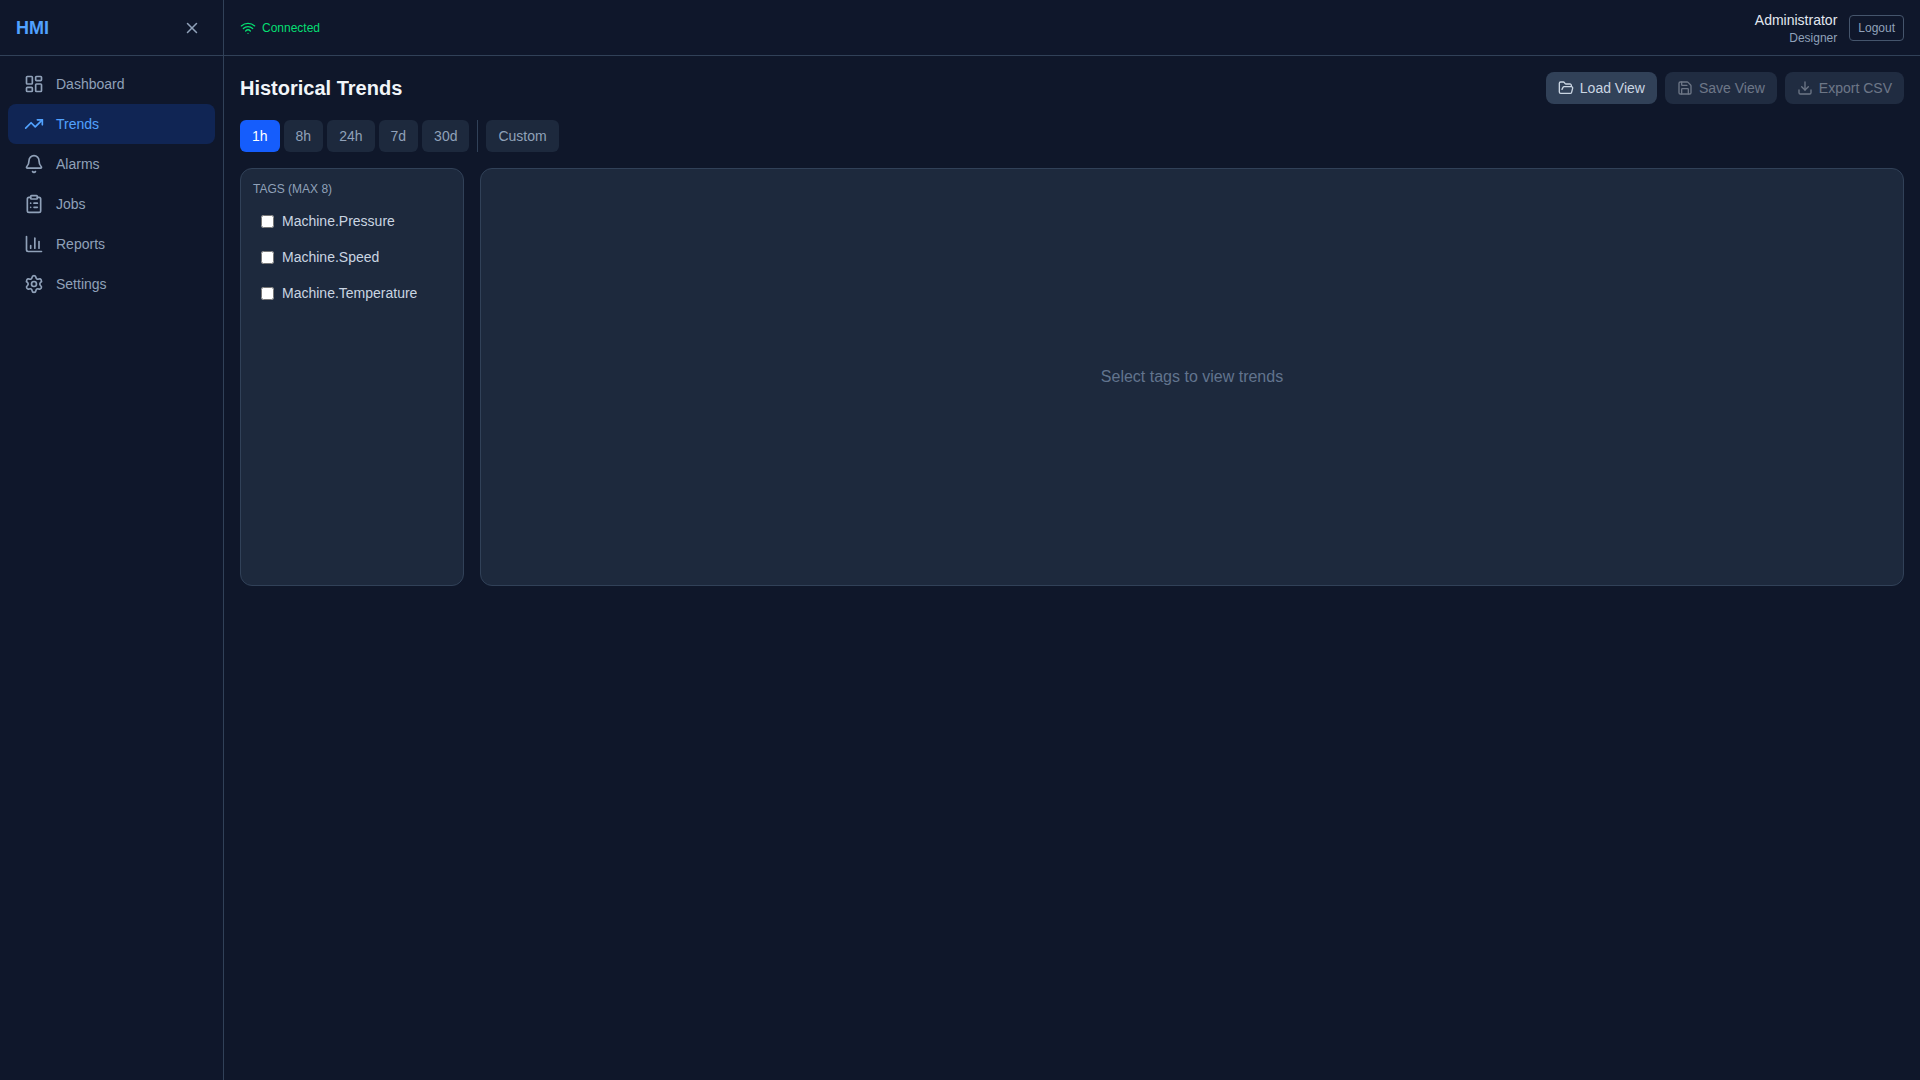 HMI
Connected
Administrator
Designer
Logout
Dashboard
Trends
Alarms
Jobs
Reports
Settings
Historical Trends
Load View
Save View
Export CSV
1h
8h
24h
7d
30d
Custom
TAGS (MAX 8)
Machine.Pressure
Machine.Speed
Machine.Temperature
Select tags to view trends